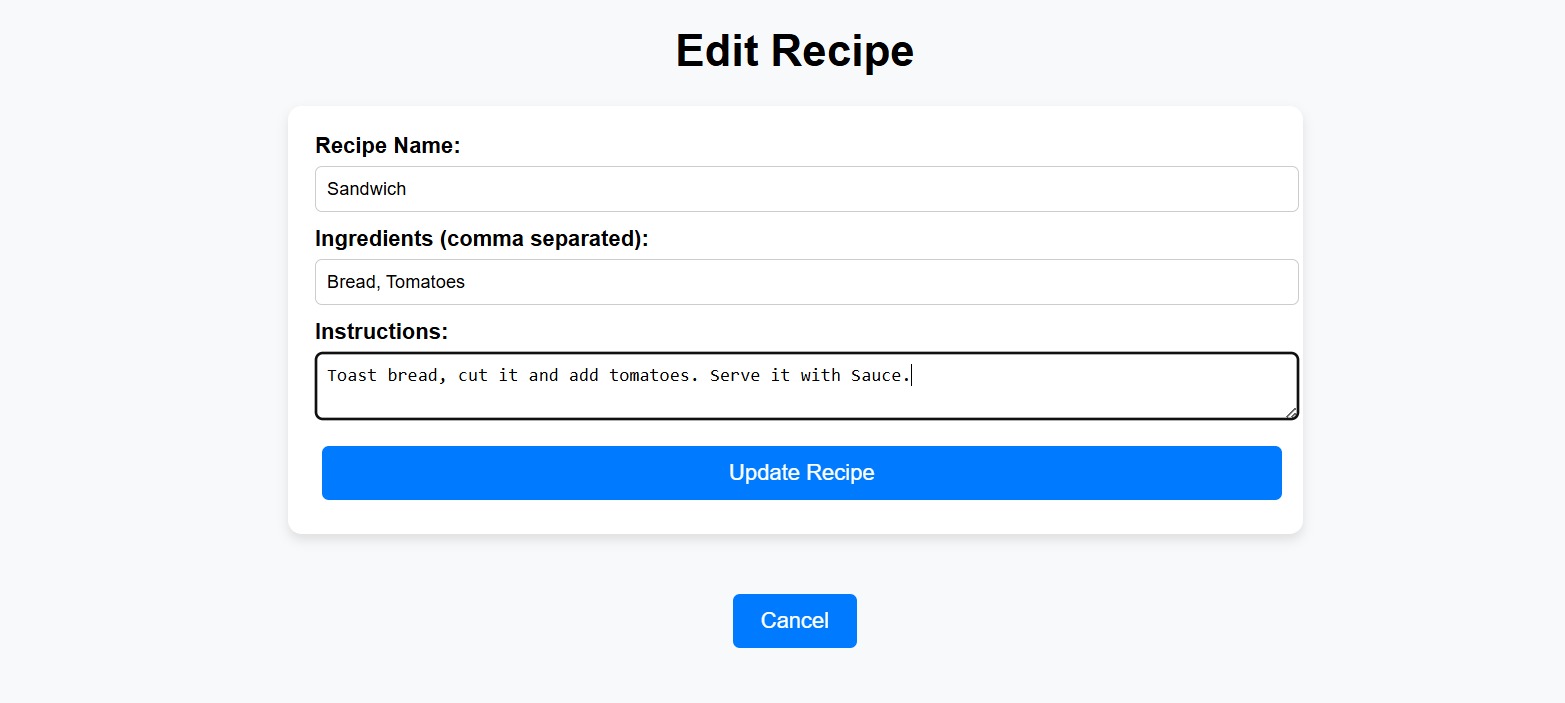 Edit Recipe
Recipe Name:
Sandwich
Ingredients (comma separated):
Bread, Tomatoes
Instructions:
Toast bread, cut it and add tomatoes. Serve it with Sauce.
Update Recipe
Cancel